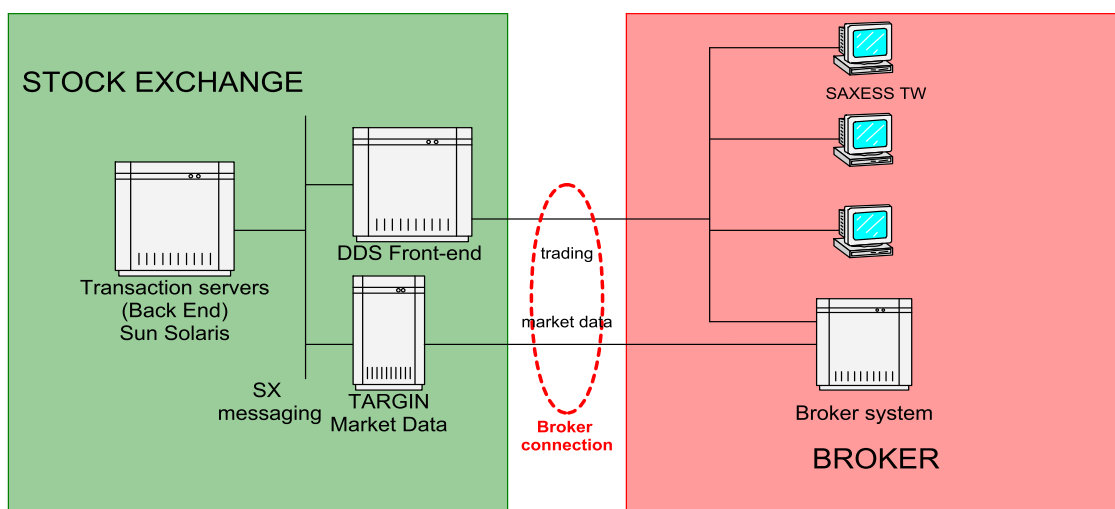 STOCK EXCHANGE
Transaction servers
(Back End)
Sun Solaris
SX
messaging
DDS Front-end
TARGIN
Market Data
trading
market data
Broker
connection
SAXESS TW
Broker system
BROKER